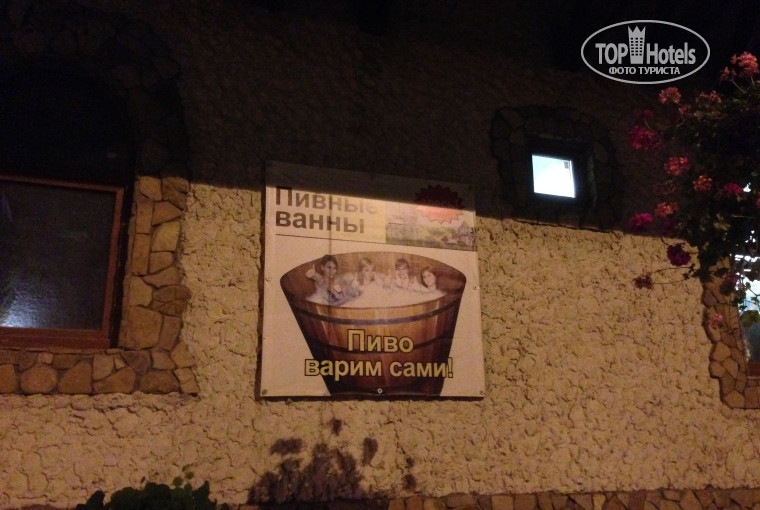 TOP Hotels
ФОТО ТУРИСТА
Пивные
ванны
Пиво
варим сами!